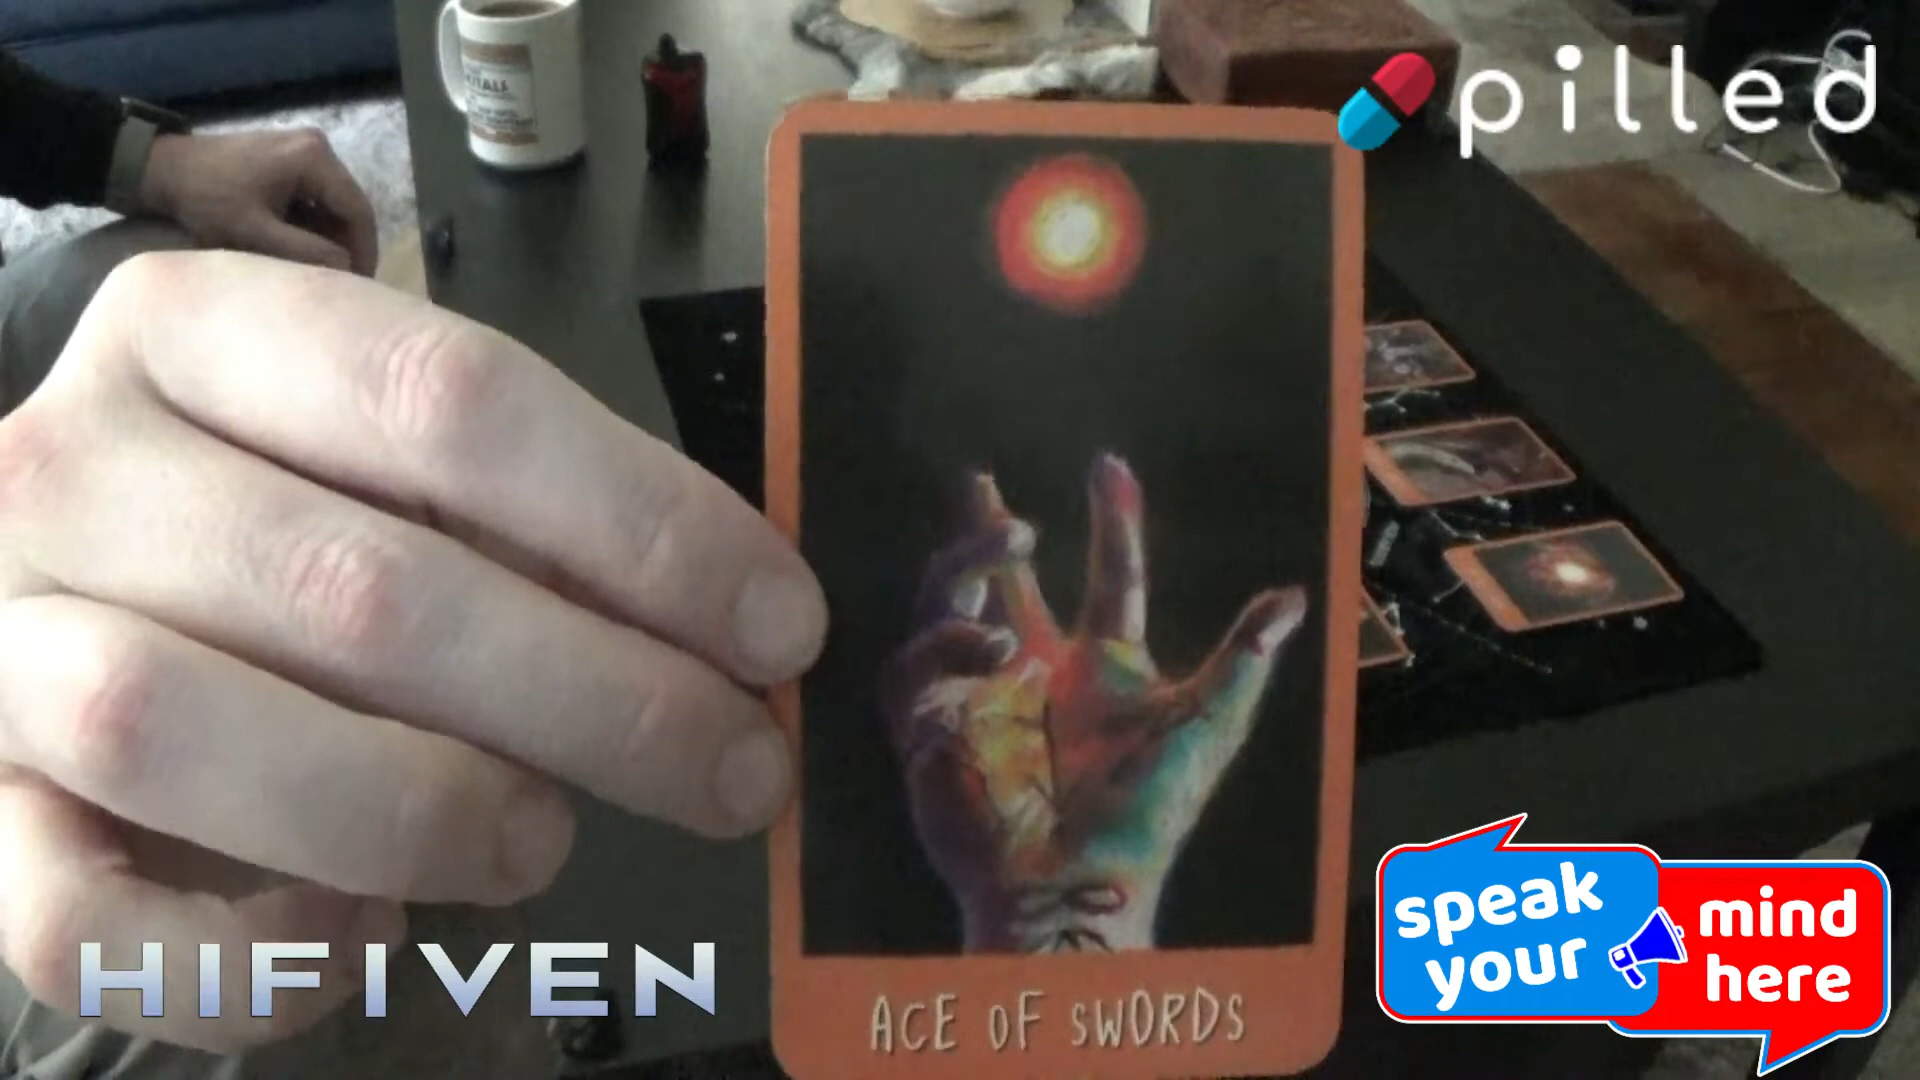 pilled
ACE OF SWORDS
speak
your
mind
here
HIFIVEN